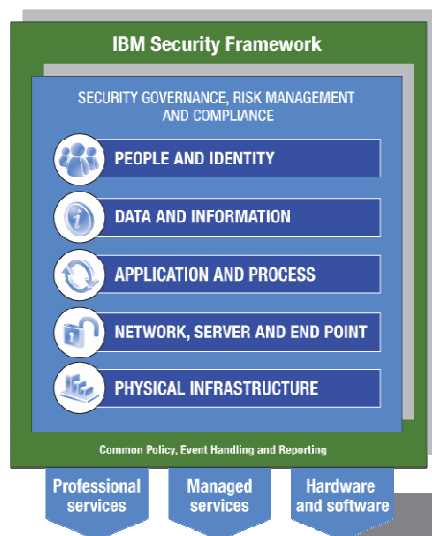 IBM Security Framework
SECURITY GOVERNANCE, RISK MANAGEMENT
AND COMPLIANCE
PEOPLE AND IDENTITY
DATA AND INFORMATION
APPLICATION AND PROCESS
NETWORK, SERVER AND END POINT
PHYSICAL INFRASTRUCTURE
Common Policy, Event Handling and Reporting
Professional
services
Managed
services
Hardware
and software